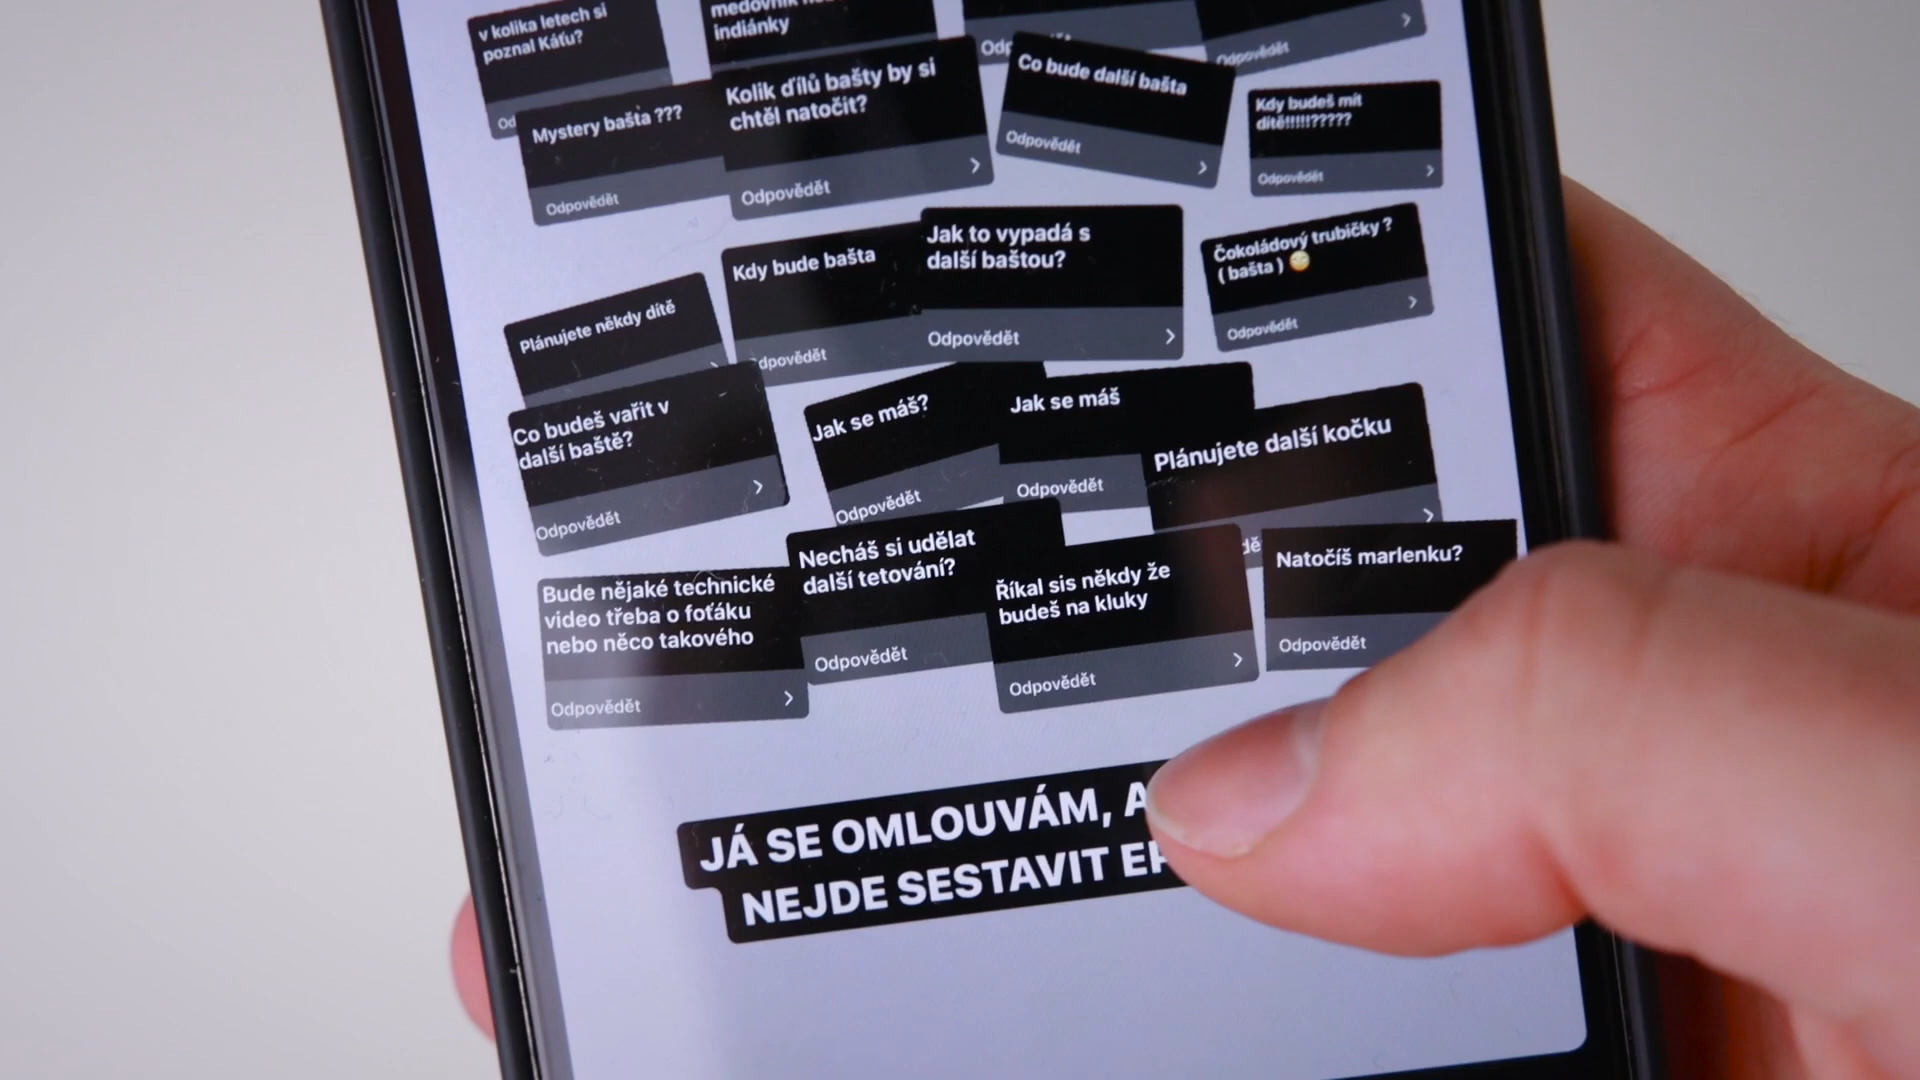 v kolika letech si
poznal Káťu?
medovník
indiánky
Odpovědět
Mystery bašta ???
Odpovědět
Kolik ďílů bašty by si
chtěl natočit?
Odpovědět
Co bude další bašta
Odpovědět
Kdy budeš mít
dítě!!!!!?????
Odpovědět
Plánujete někdy dítě
Kdy bude bašta
dpovědět
Jak to vypadá s
další baštou?
Odpovědět
Čokoládový trubičky ?
( bašta ) 🙄
Odpovědět
Co budeš vařit v
další baště?
Odpovědět
Jak se máš?
Odpovědět
Jak se máš
Odpovědět
Plánujete další kočku
Bude nějaké technické
video třeba o foťáku
nebo něco takového
Odpovědět
Necháš si udělat
další tetování?
Odpovědět
Říkal sis někdy že
budeš na kluky
Odpovědět
Natočíš marlenku?
Odpovědět
JÁ SE OMLOUVÁM, A
NEJDE SESTAVIT